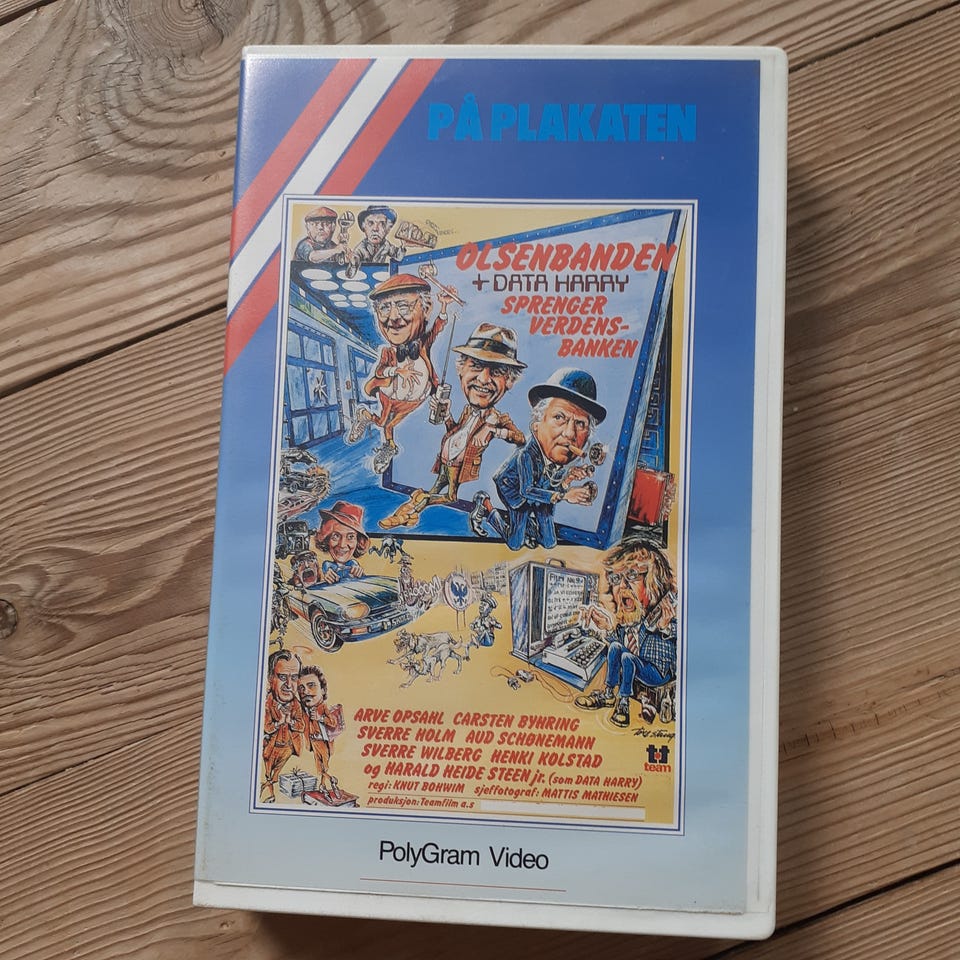 PÅ PLAKATEN
OLSENBANDEN
+ DATA HARRY
SPRENGER
VERDENS-
BANKEN
ARVE OPSAHL CARSTEN BYHRING
SVERRE HOLM AUD SCHØNEMANN
SVERRE WILBERG HENKI KOLSTAD
og HARALD HEIDE STEEN jr. (som DATA HARRY)
regi: KNUT BOHWIM sjeffotograf: MATTIS MATHIESEN
produksjon: Teamfilm a.s
team
PolyGram Video